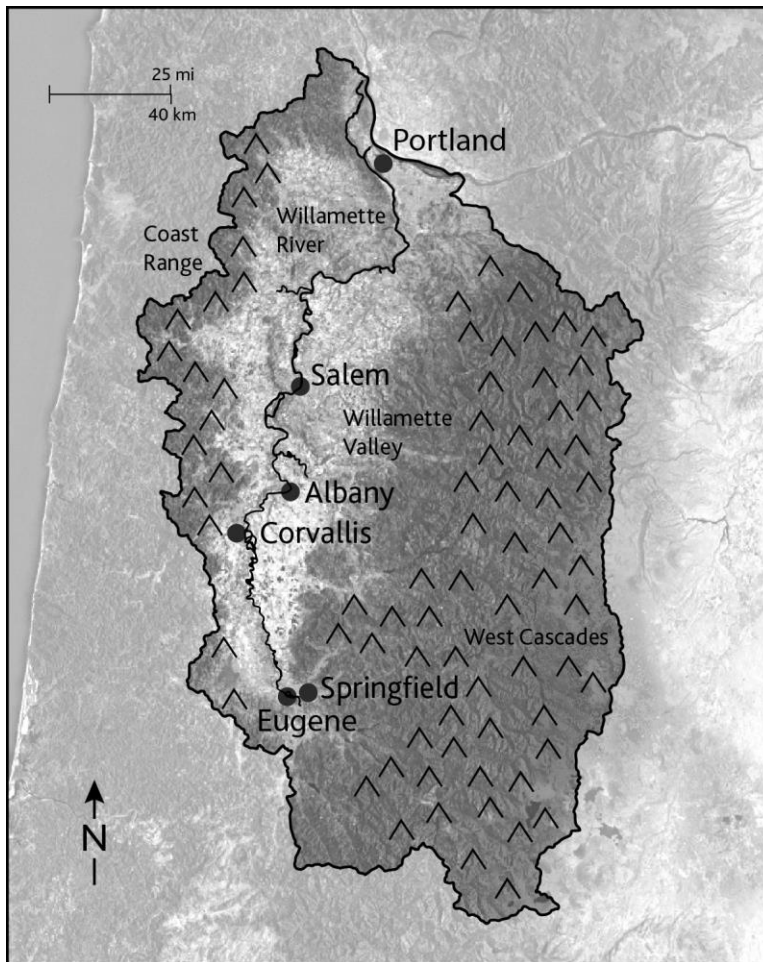 25 mi
40 km
Portland
Willamette
River
Coast
Range
Salem
Willamette
Valley
Albany
Corvallis
West Cascades
Springfield
Eugene
N